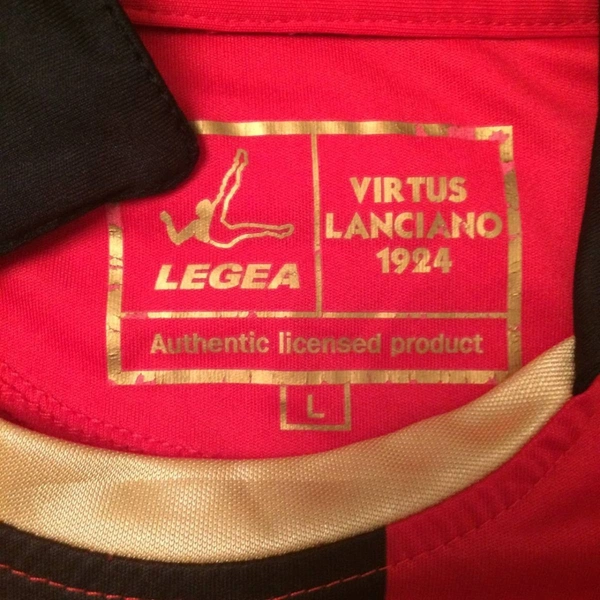 LEGEA
VIRTUS
LANCIANO
1924
Authentic licensed product
L